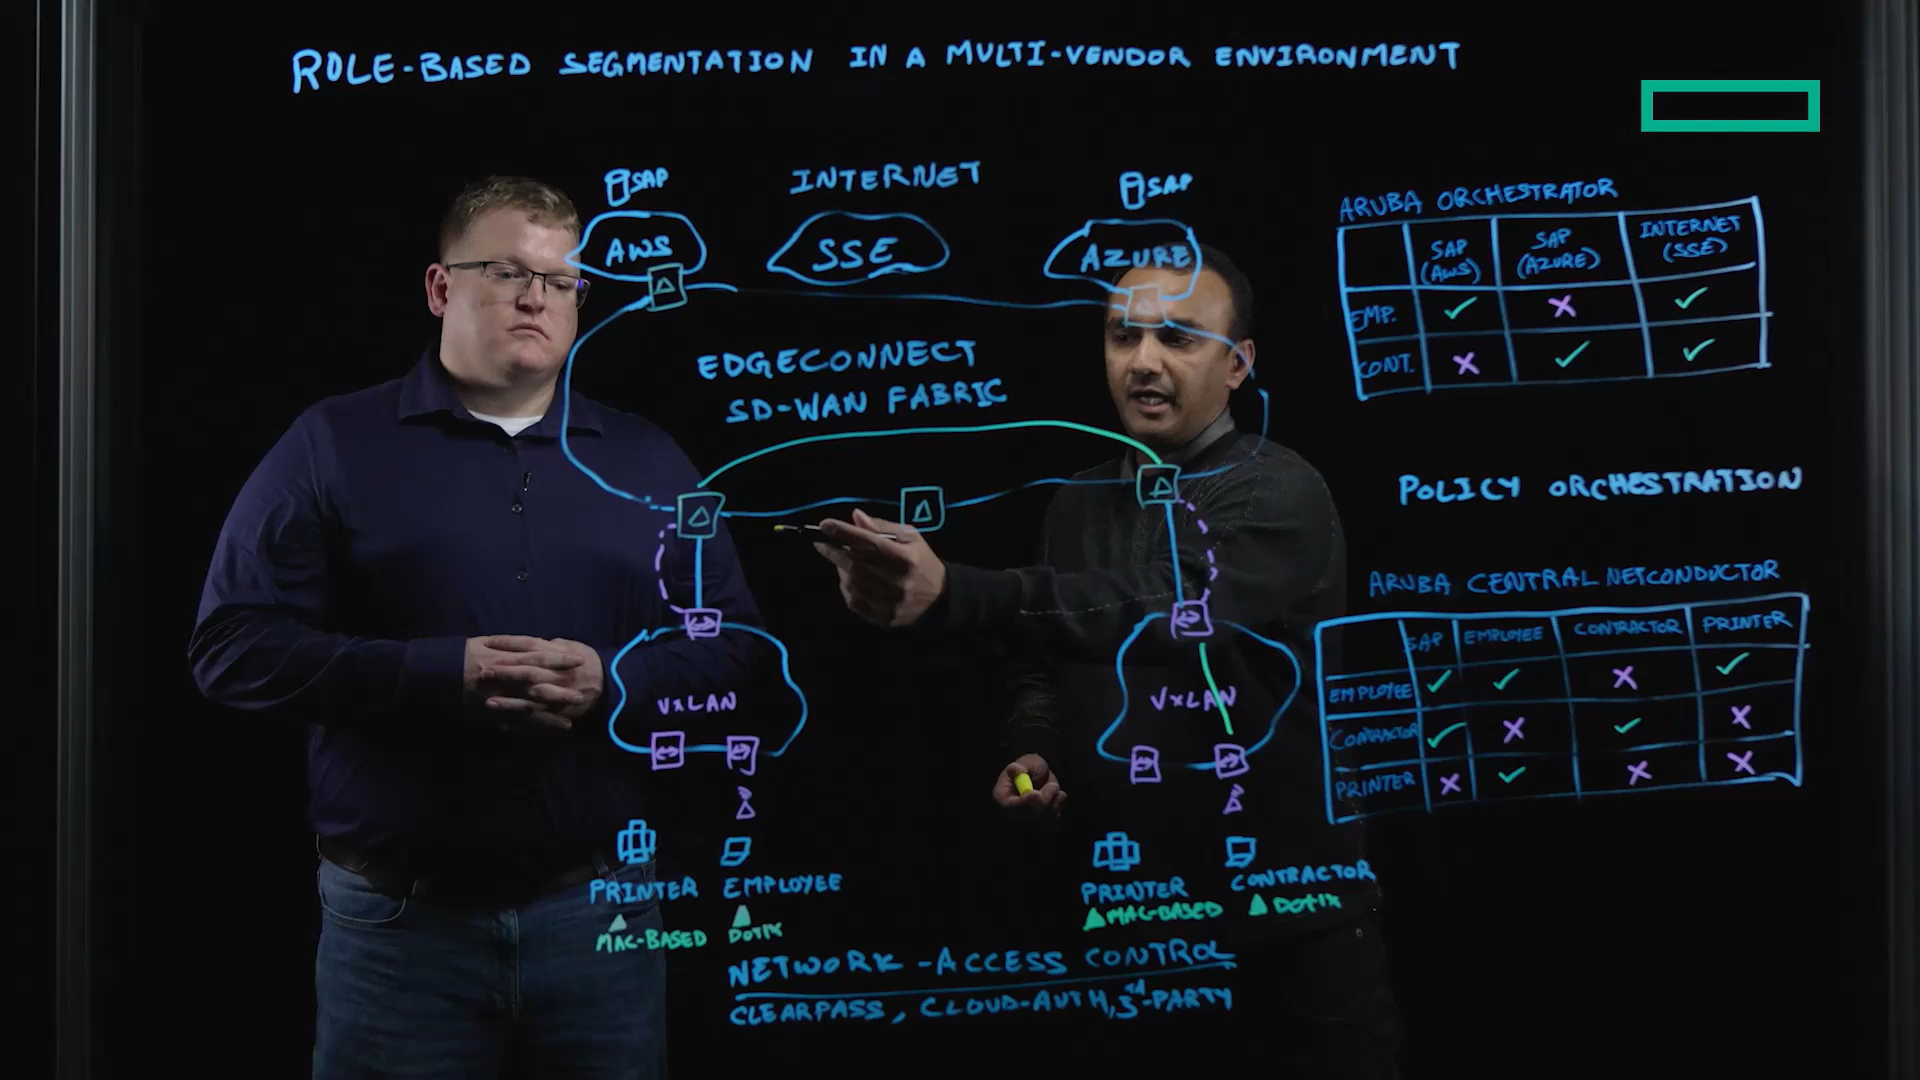 ROLE-BASED SEGMENTATION IN A MULTI-VENDOR ENVIRONMENT
SAP
INTERNET
SAP
AWS
SSE
AZURE
EDGECONNECT
SD-WAN FABRIC
VXLAN
VXLAN
PRINTER
EMPLOYEE
MAC-BASED
DOT1X
PRINTER
CONTRACTOR
MAC-BASED
DOT1X
NETWORK-ACCESS CONTROL
CLEARPASS, CLOUD-AUTH, 3RD-PARTY
ARUBA ORCHESTRATOR
SAP (AWS) SAP (AZURE) INTERNET (SSE)
EMP. ✓ X ✓
CONT. X ✓ ✓
POLICY ORCHESTRATION
ARUBA CENTRAL NETCONDUCTOR
SAP EMPLOYEE CONTRACTOR PRINTER
EMPLOYEE ✓ ✓ X ✓
CONTRACTOR ✓ X ✓ X
PRINTER X ✓ X X